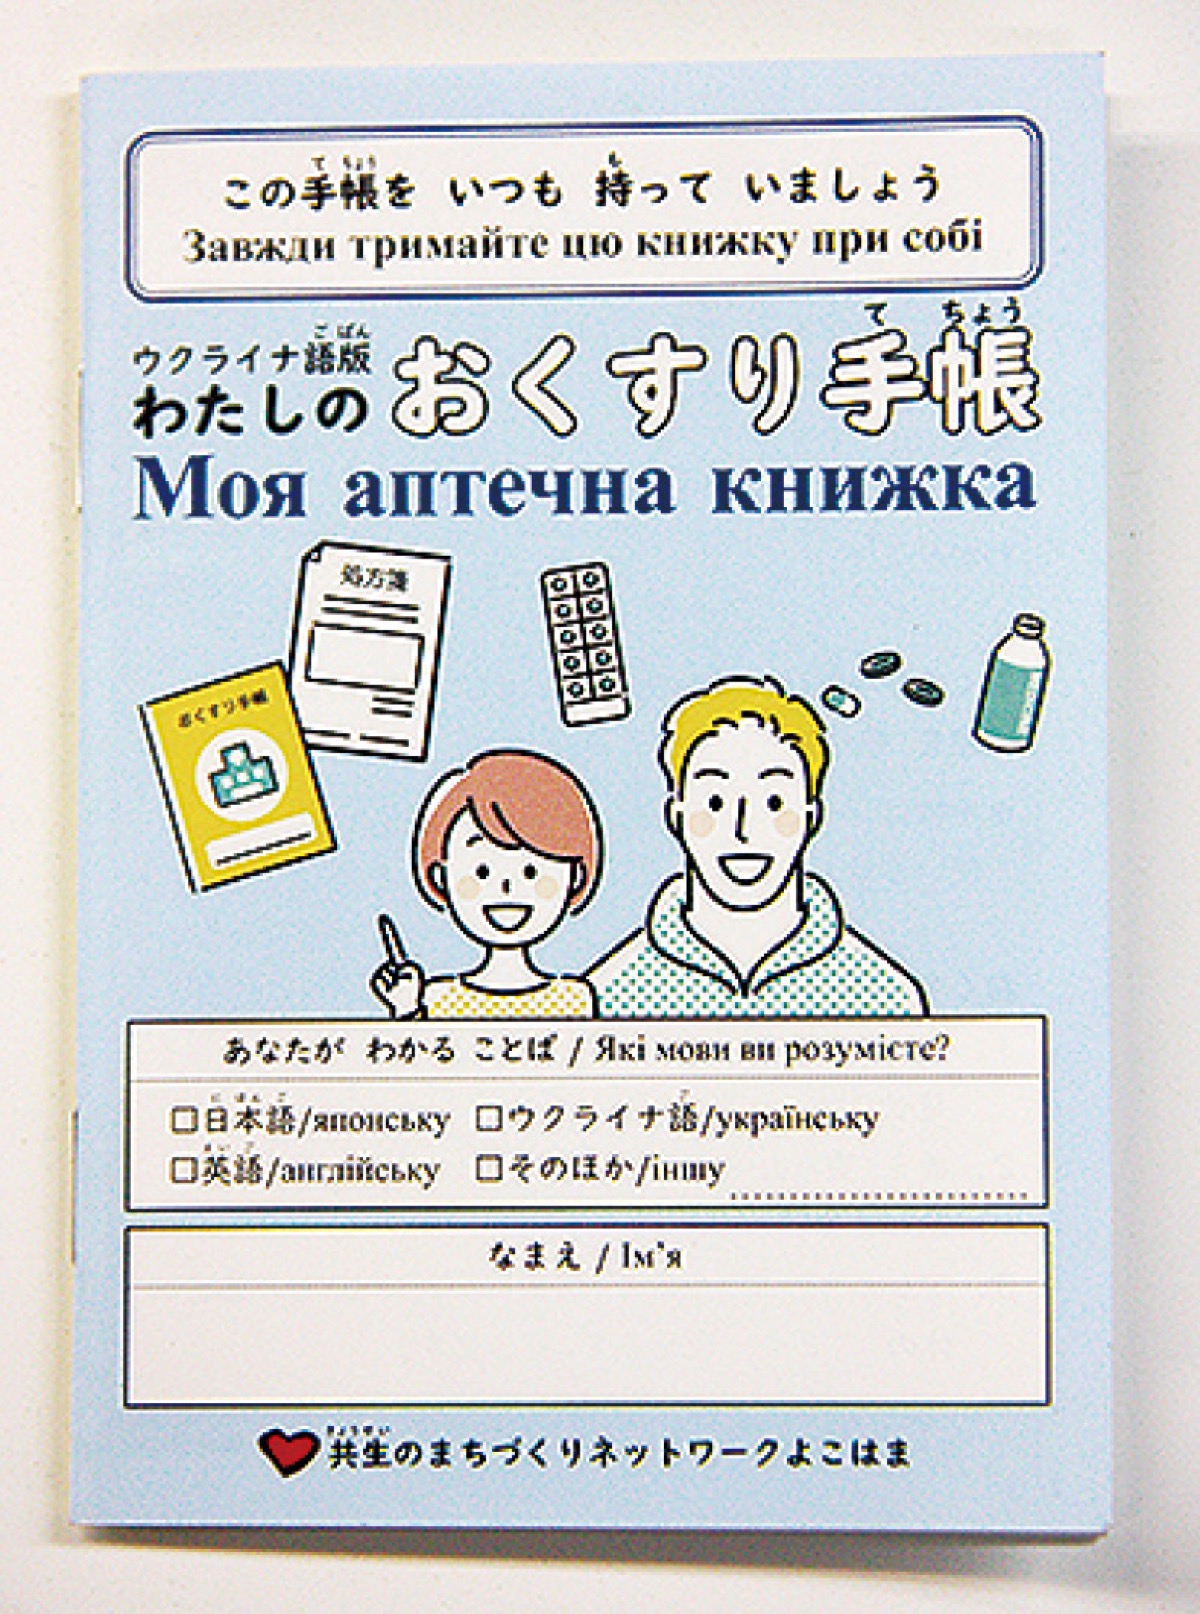 この手帳を いつも 持って いましょう
Завжди тримайте цю книжку при собі
ウクライナ語版
わたしの おくすり手帳
Моя аптечна книжка
処方箋
おくすり手帳
あなたが わかる ことば / Які мови ви розумієте?
□日本語/японську □ウクライナ語/українську
□英語/англійську □そのほか/іншу
なまえ / Ім’я
共生のまちづくりネットワークよこはま